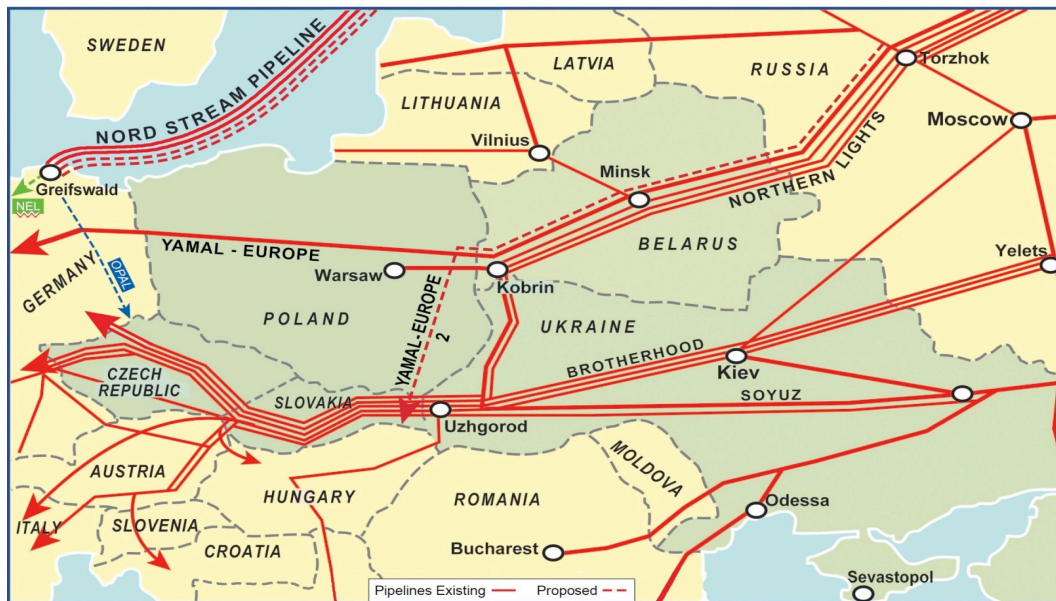 SWEDEN
NORD STREAM PIPELINE
LATVIA
RUSSIA
Torzhok
LITHUANIA
Vilnius
Moscow
Greifswald
NEL
Minsk
NORTHERN LIGHTS
BELARUS
YAMAL - EUROPE
Warsaw
Kobrin
Yelets
GERMANY
OPAL
POLAND
YAMAL-EUROPE
2
UKRAINE
BROTHERHOOD
Kiev
CZECH
REPUBLIC
SLOVAKIA
SOYUZ
Uzhgorod
AUSTRIA
HUNGARY
ROMANIA
MOLDOVA
Odessa
ITALY
SLOVENIA
CROATIA
Bucharest
Sevastopol
Pipelines Existing
Proposed